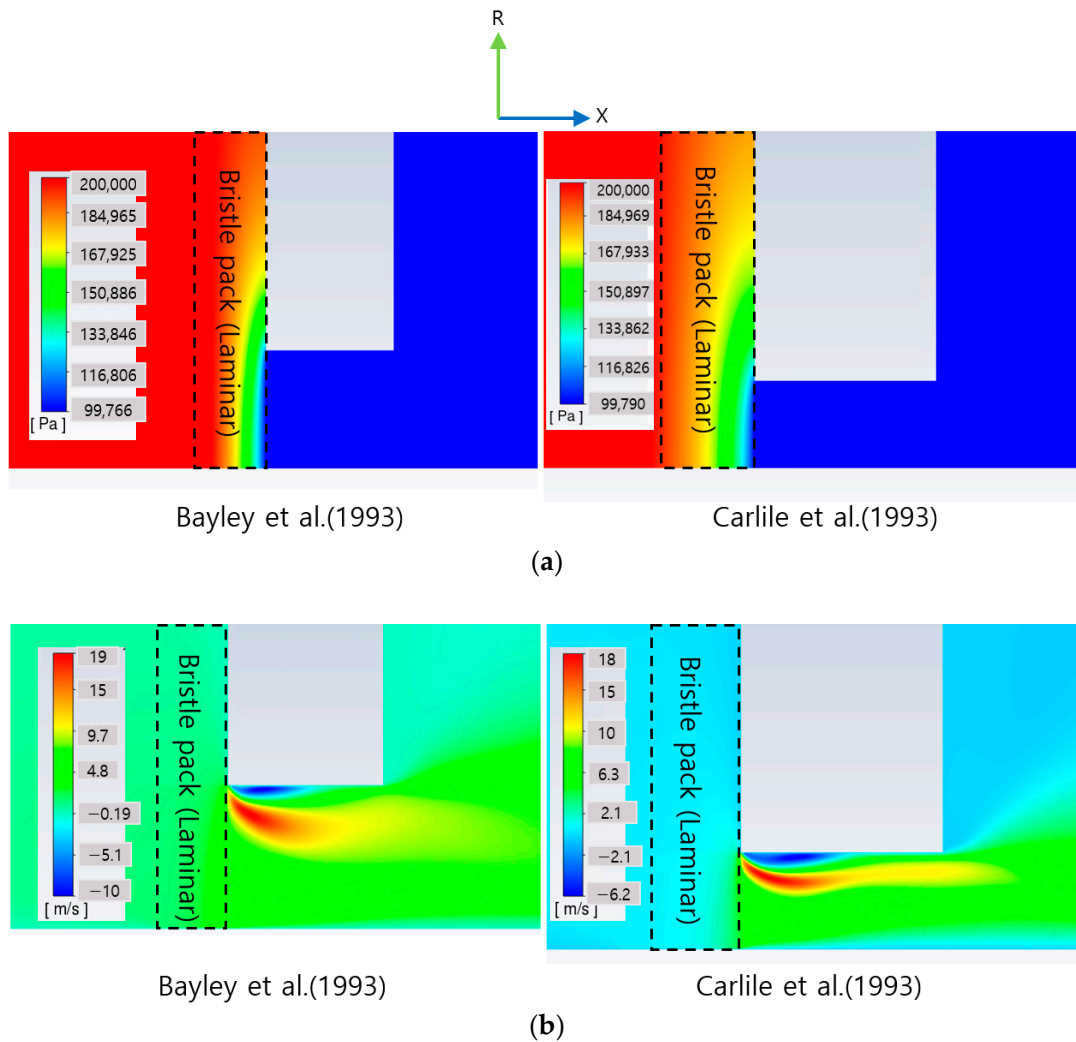 R
X
200,000
184,965
167,925
150,886
133,846
116,806
99,766
[ Pa ]
Bristle pack (Laminar)
200,000
184,969
167,933
150,897
133,862
116,826
99,790
[ Pa ]
Bristle pack (Laminar)
Bayley et al.(1993)
Carlile et al.(1993)
(a)
19
15
9.7
4.8
−0.19
−5.1
−10
[ m/s ]
Bristle pack (Laminar)
18
15
10
6.3
2.1
−2.1
−6.2
[ m/s ]
Bristle pack (Laminar)
Bayley et al.(1993)
Carlile et al.(1993)
(b)